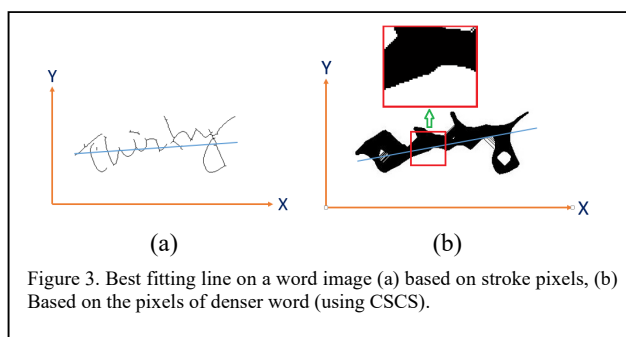 Y
X
(a)
Y
X
(b)
Figure 3. Best fitting line on a word image (a) based on stroke pixels, (b)
Based on the pixels of denser word (using CSCS).